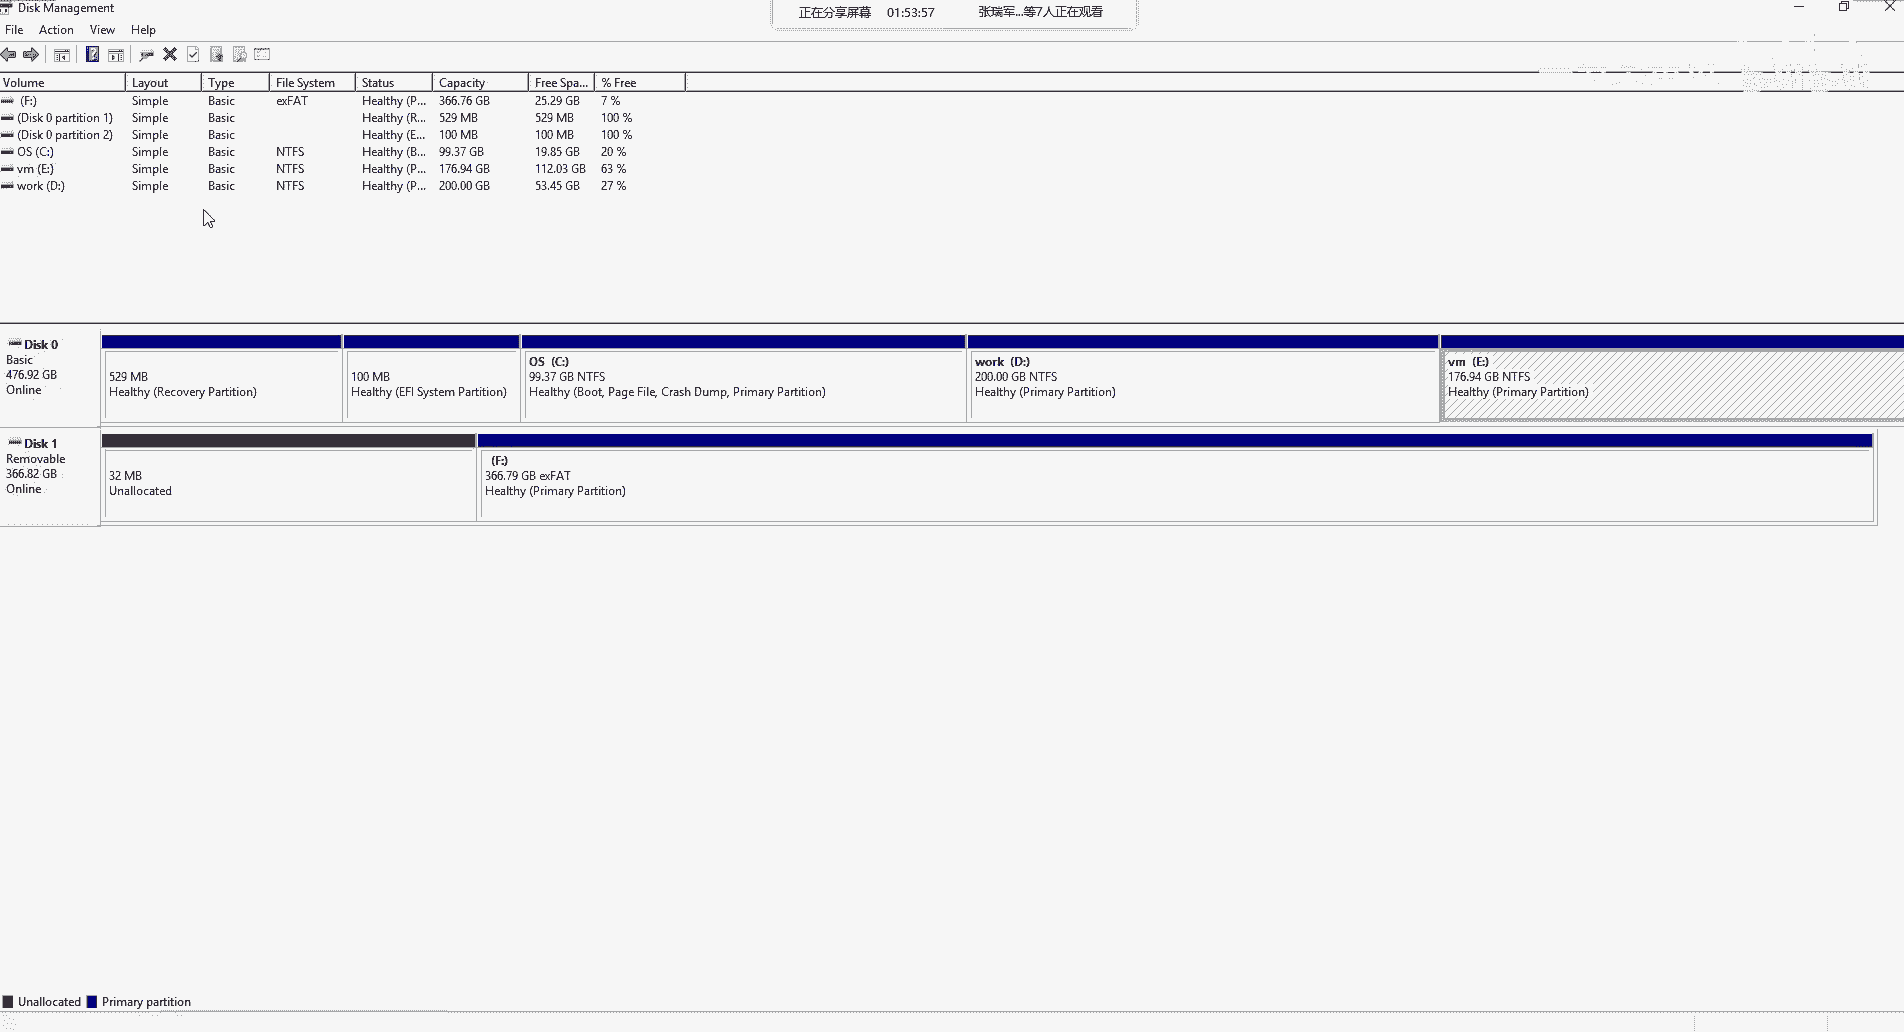 Disk Management
正在分享屏幕 01:53:57 张瑞军...等7人正在观看
File Action View Help
Volume Layout Type File System Status Capacity Free Spa... % Free
(F:) Simple Basic exFAT Healthy (P... 366.76 GB 25.29 GB 7 %
(Disk 0 partition 1) Simple Basic Healthy (R... 529 MB 529 MB 100 %
(Disk 0 partition 2) Simple Basic Healthy (E... 100 MB 100 MB 100 %
OS (C:) Simple Basic NTFS Healthy (B... 99.37 GB 19.85 GB 20 %
vm (E:) Simple Basic NTFS Healthy (P... 176.94 GB 112.03 GB 63 %
work (D:) Simple Basic NTFS Healthy (P... 200.00 GB 53.45 GB 27 %
Disk 0
Basic
476.92 GB
Online
529 MB
Healthy (Recovery Partition)
100 MB
Healthy (EFI System Partition)
OS (C:)
99.37 GB NTFS
Healthy (Boot, Page File, Crash Dump, Primary Partition)
work (D:)
200.00 GB NTFS
Healthy (Primary Partition)
vm (E:)
176.94 GB NTFS
Healthy (Primary Partition)
Disk 1
Removable
366.82 GB
Online
32 MB
Unallocated
(F:)
366.79 GB exFAT
Healthy (Primary Partition)
Unallocated Primary partition